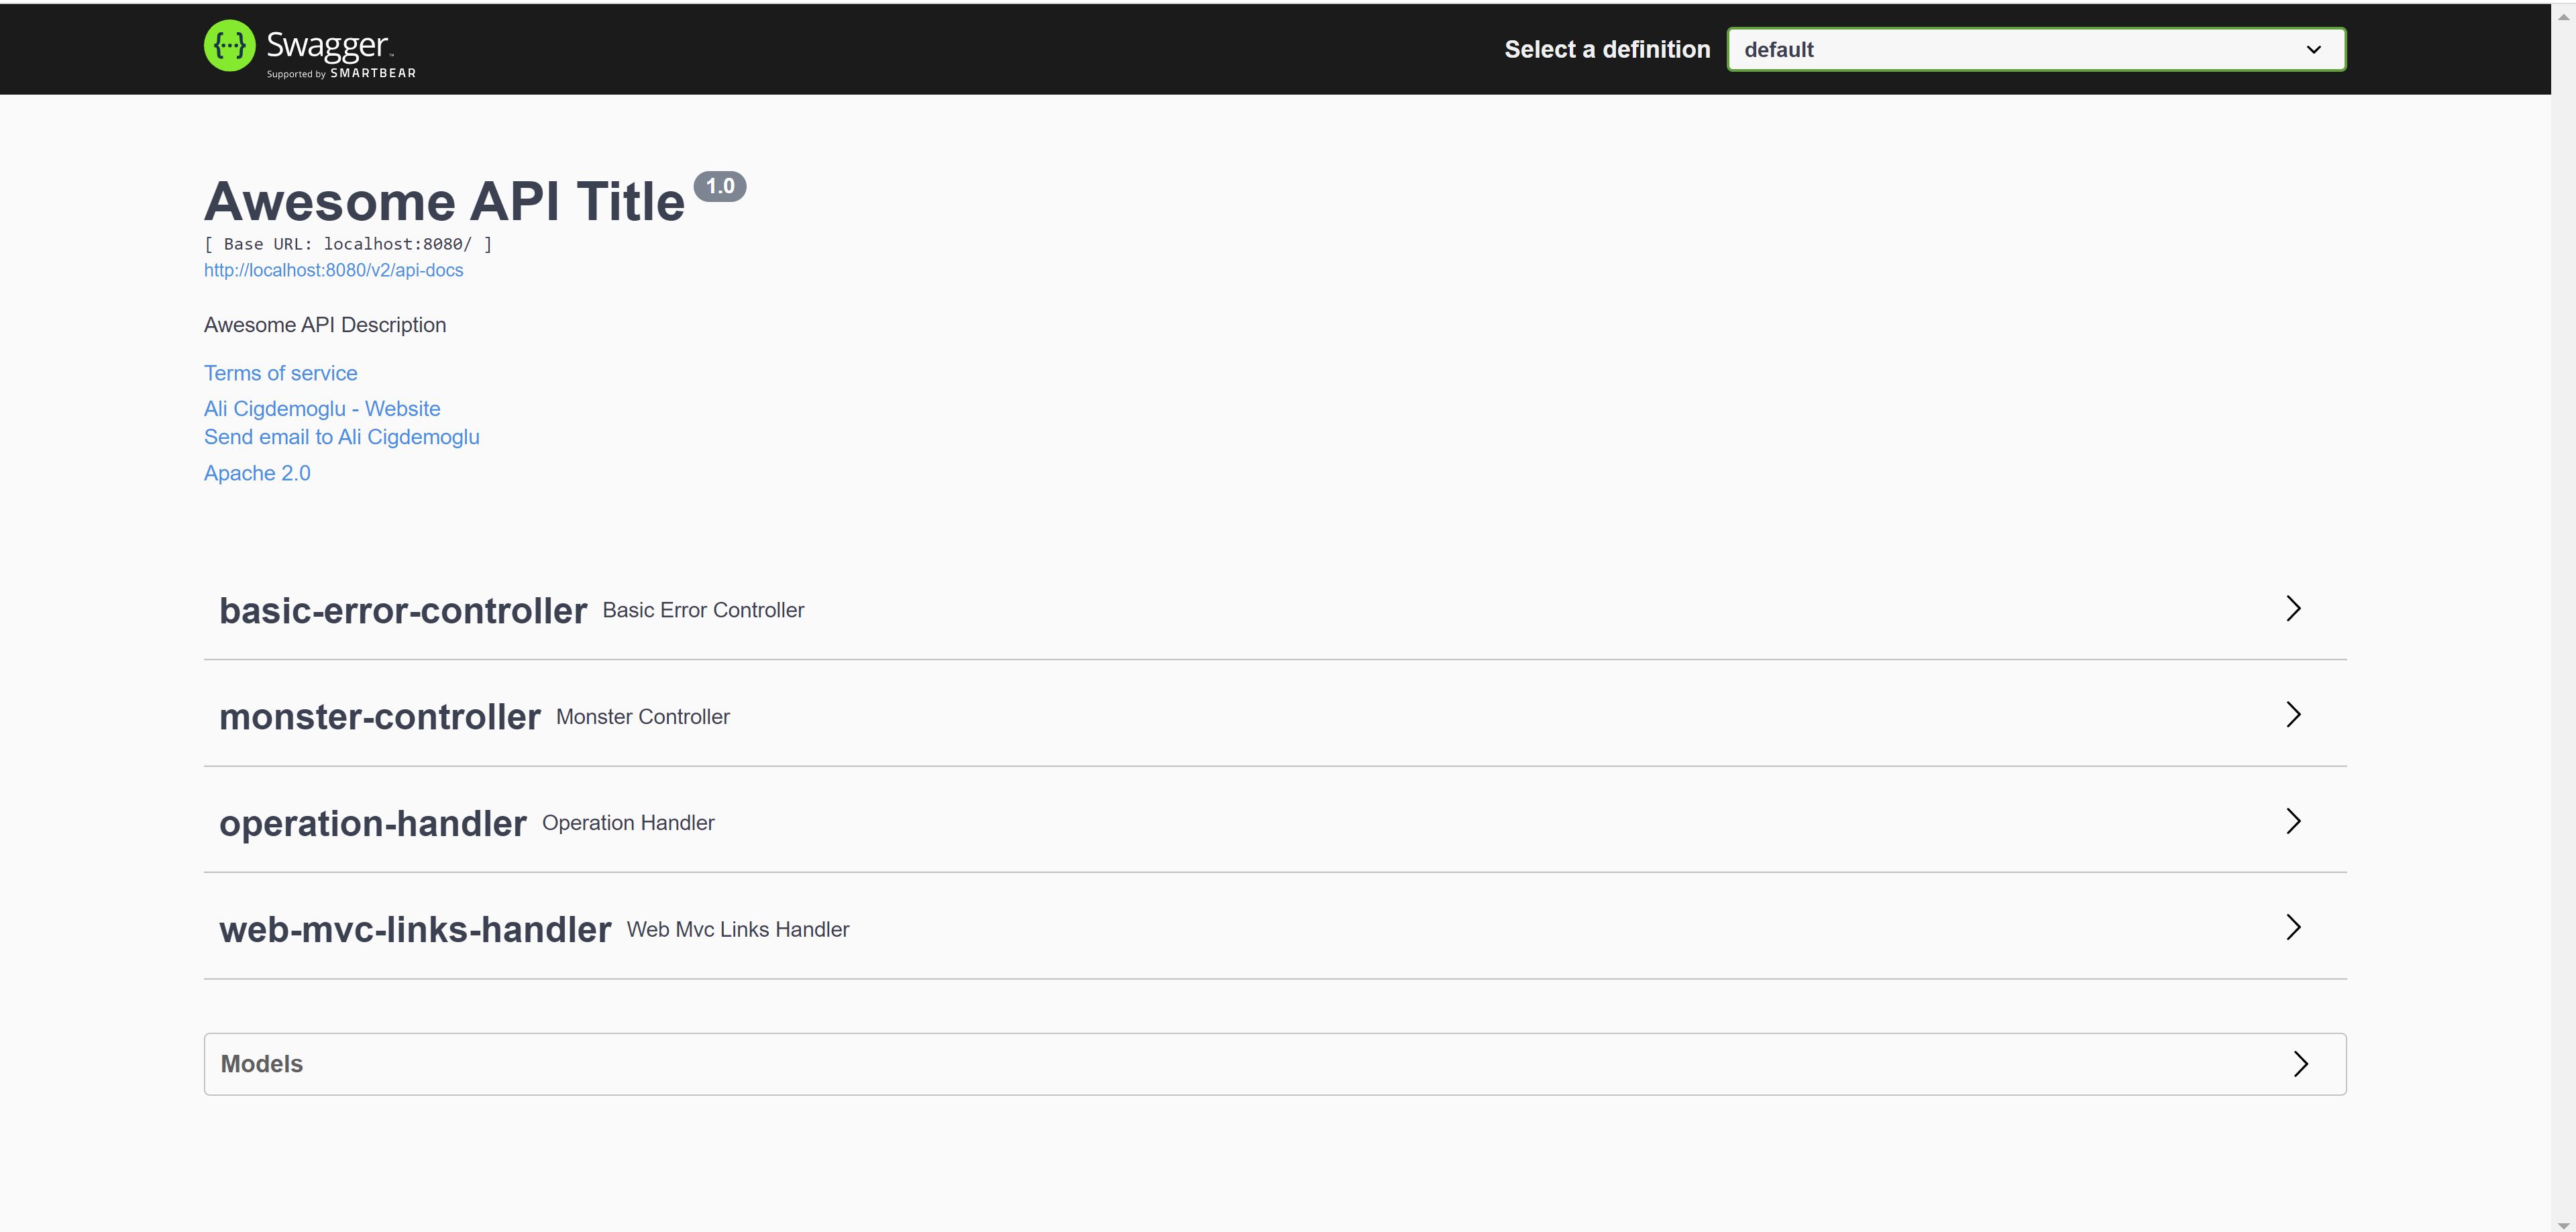 {···} Swagger™
Supported by SMARTBEAR
Select a definition
default
Awesome API Title 1.0
[ Base URL: localhost:8080/ ]
http://localhost:8080/v2/api-docs
Awesome API Description
Terms of service
Ali Cigdemoglu - Website
Send email to Ali Cigdemoglu
Apache 2.0
basic-error-controller Basic Error Controller
monster-controller Monster Controller
operation-handler Operation Handler
web-mvc-links-handler Web Mvc Links Handler
Models